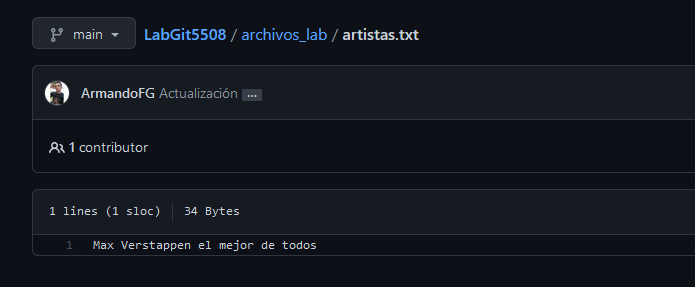 main LabGit5508 / archivos_lab / artistas.txt
ArmandoFG Actualización ...
1 contributor
1 lines (1 sloc) 34 Bytes
1 Max Verstappen el mejor de todos